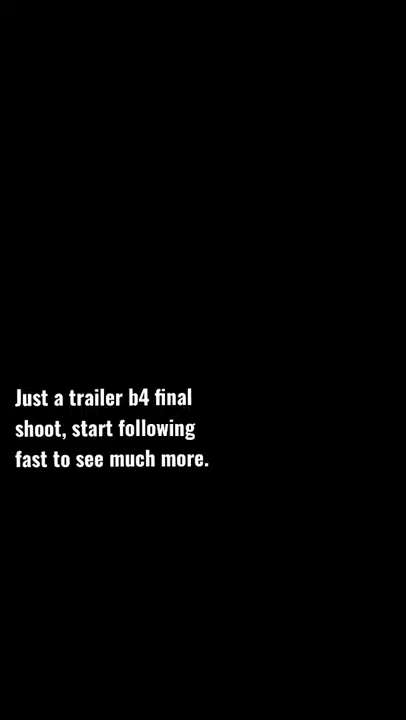 Just a trailer b4 final
shoot, start following
fast to see much more.